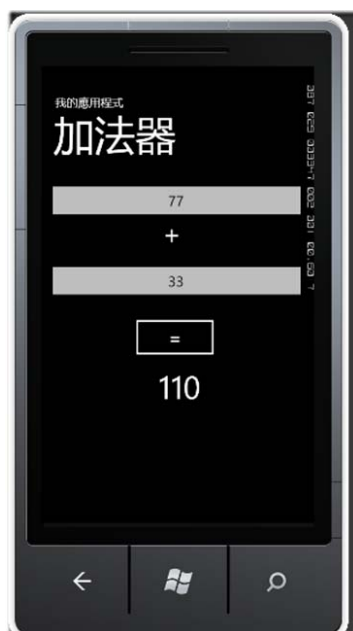 我的應用程式
加法器
77
+
33
=
110